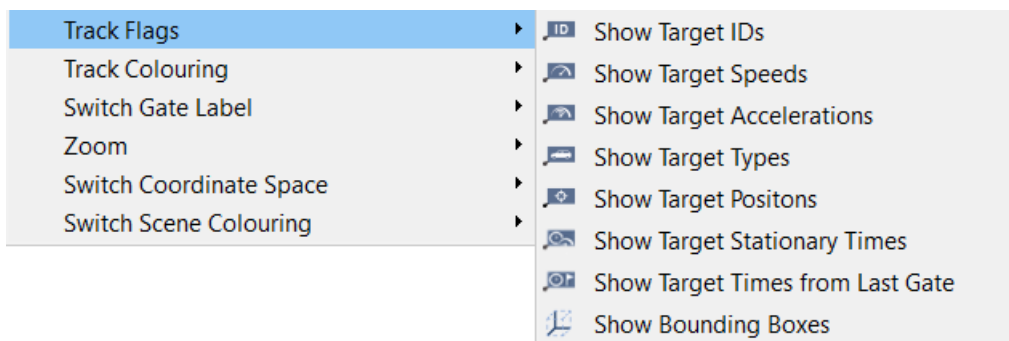 Track Flags
Track Colouring
Switch Gate Label
Zoom
Switch Coordinate Space
Switch Scene Colouring
ID Show Target IDs
Show Target Speeds
Show Target Accelerations
Show Target Types
Show Target Positons
Show Target Stationary Times
Show Target Times from Last Gate
Show Bounding Boxes